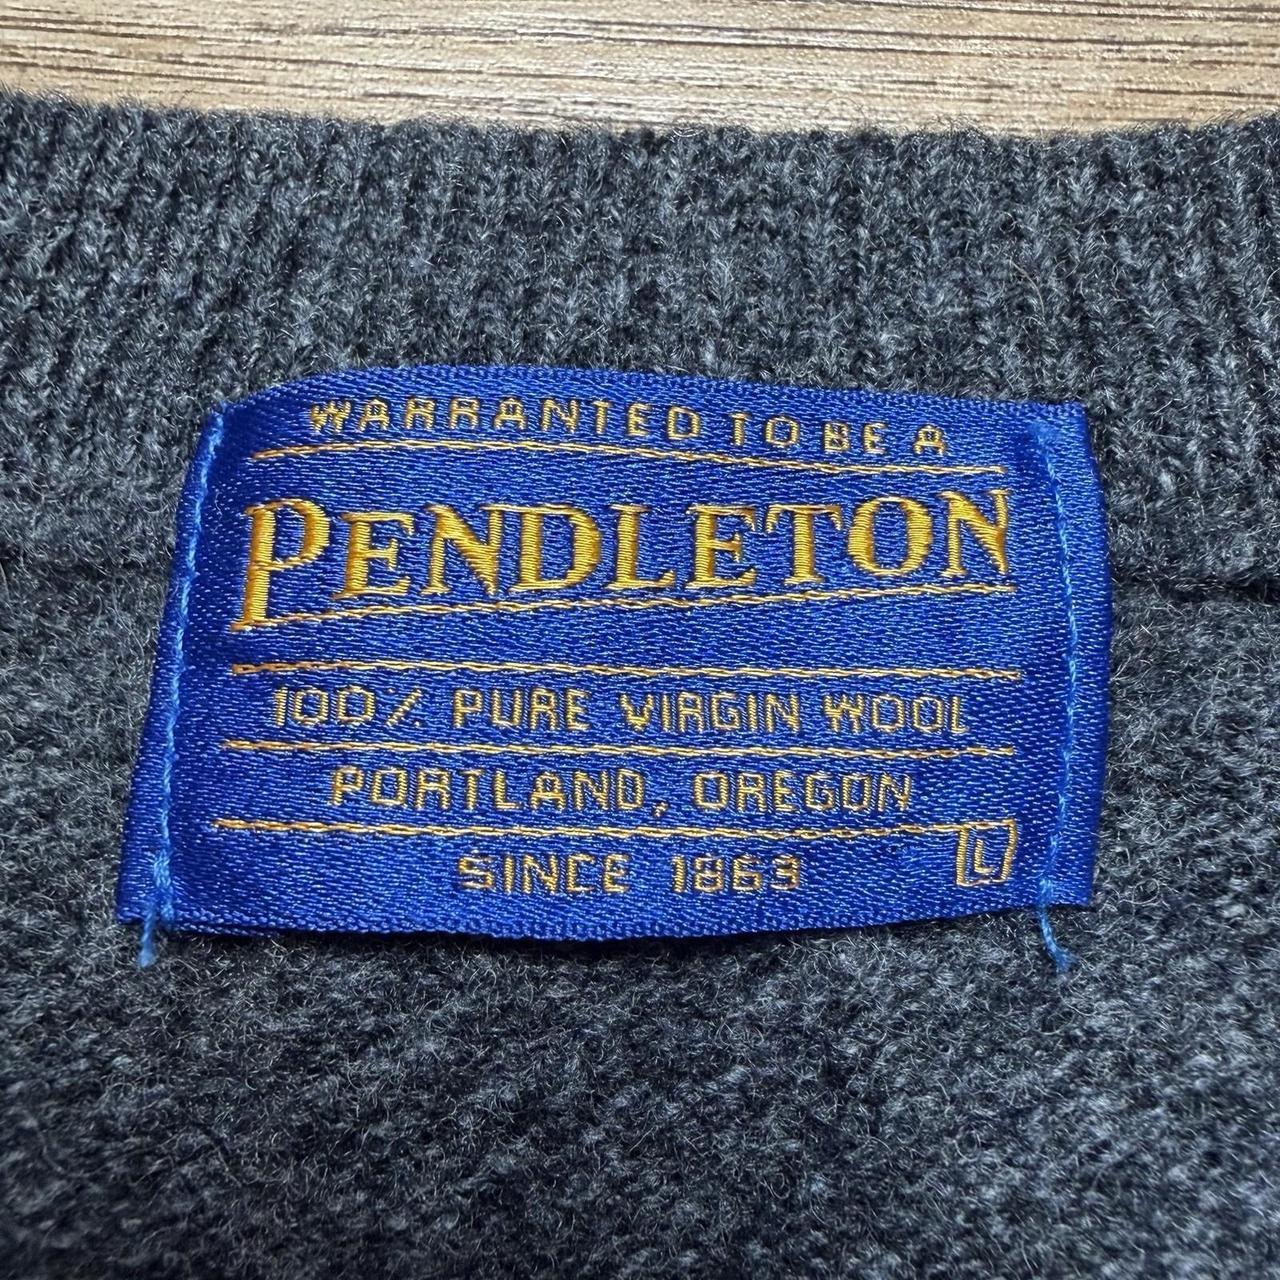 WARRANTED TO BE A
PENDLETON
100% PURE VIRGIN WOOL
PORTLAND, OREGON
SINCE 1863
L